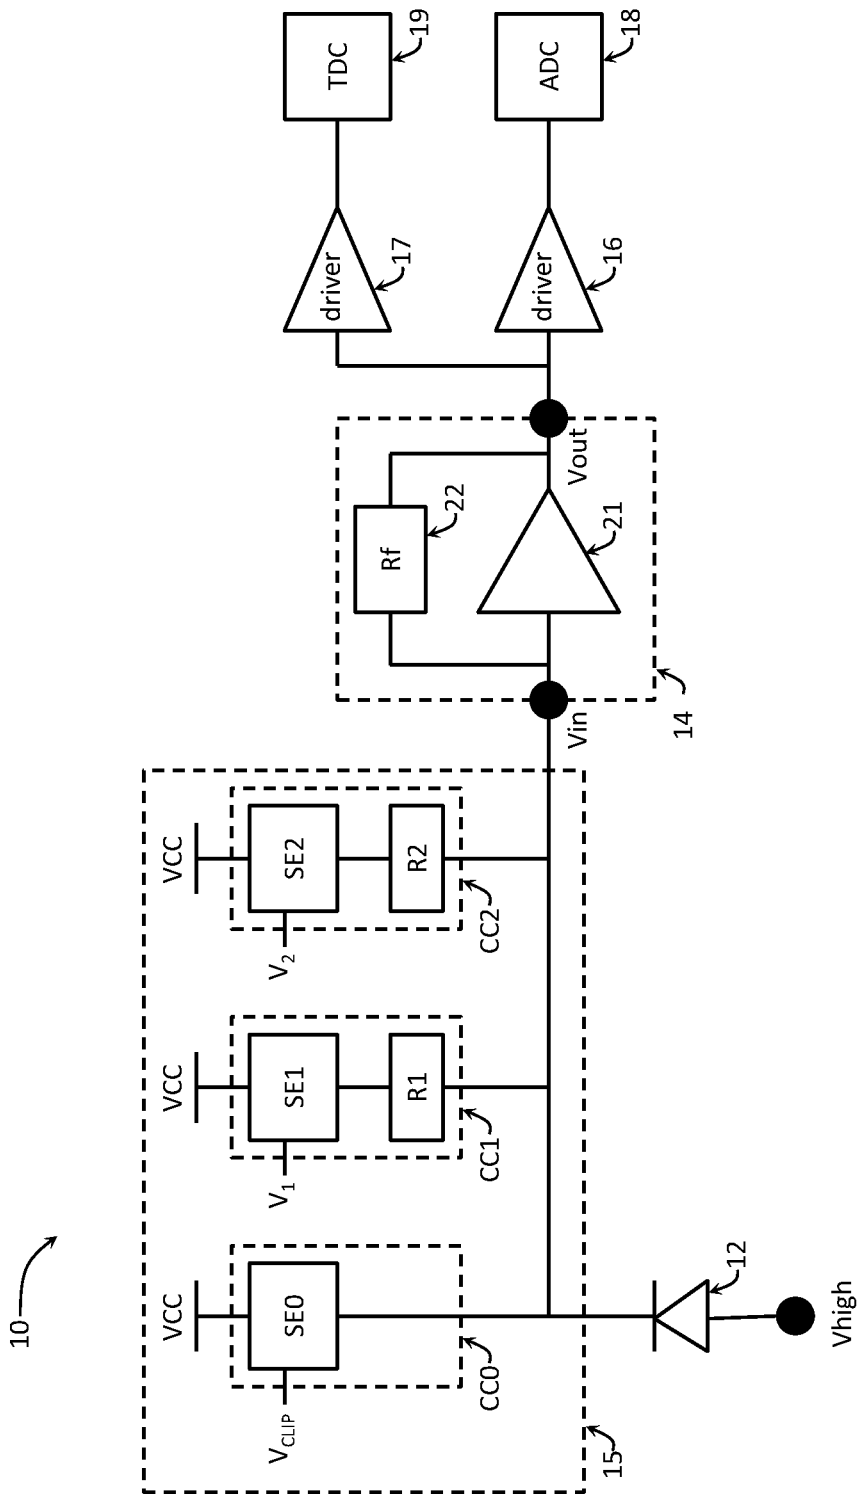 10
VCC
VCC
VCC
V_CLIP
SE0
V₁
SE1
V₂
SE2
R1
R2
CC0
CC1
CC2
15
12
Vhigh
Vin
Rf
22
21
14
Vout
driver
17
driver
16
TDC
19
ADC
18